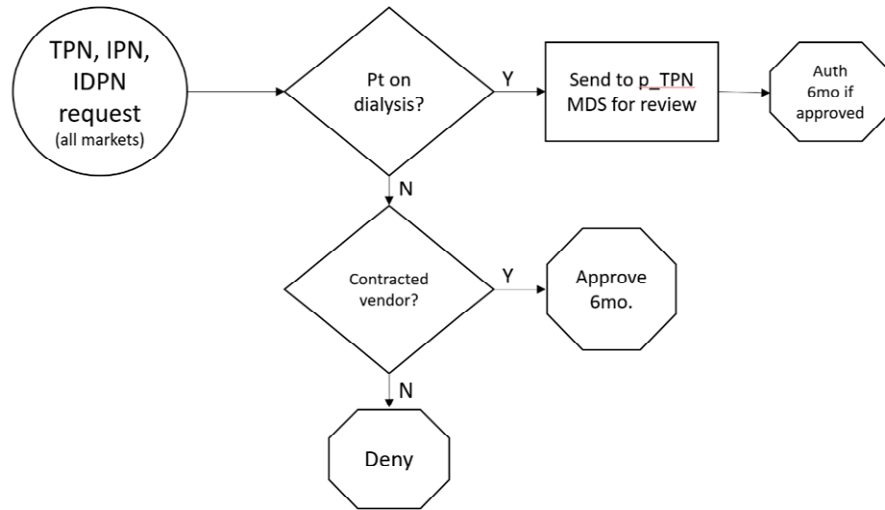 TPN, IPN,
IDPN
request
(all markets)
Pt on
dialysis?
Y
Send to p_TPN
MDS for review
Auth
6mo if
approved
N
Contracted
vendor?
Y
Approve
6mo.
N
Deny